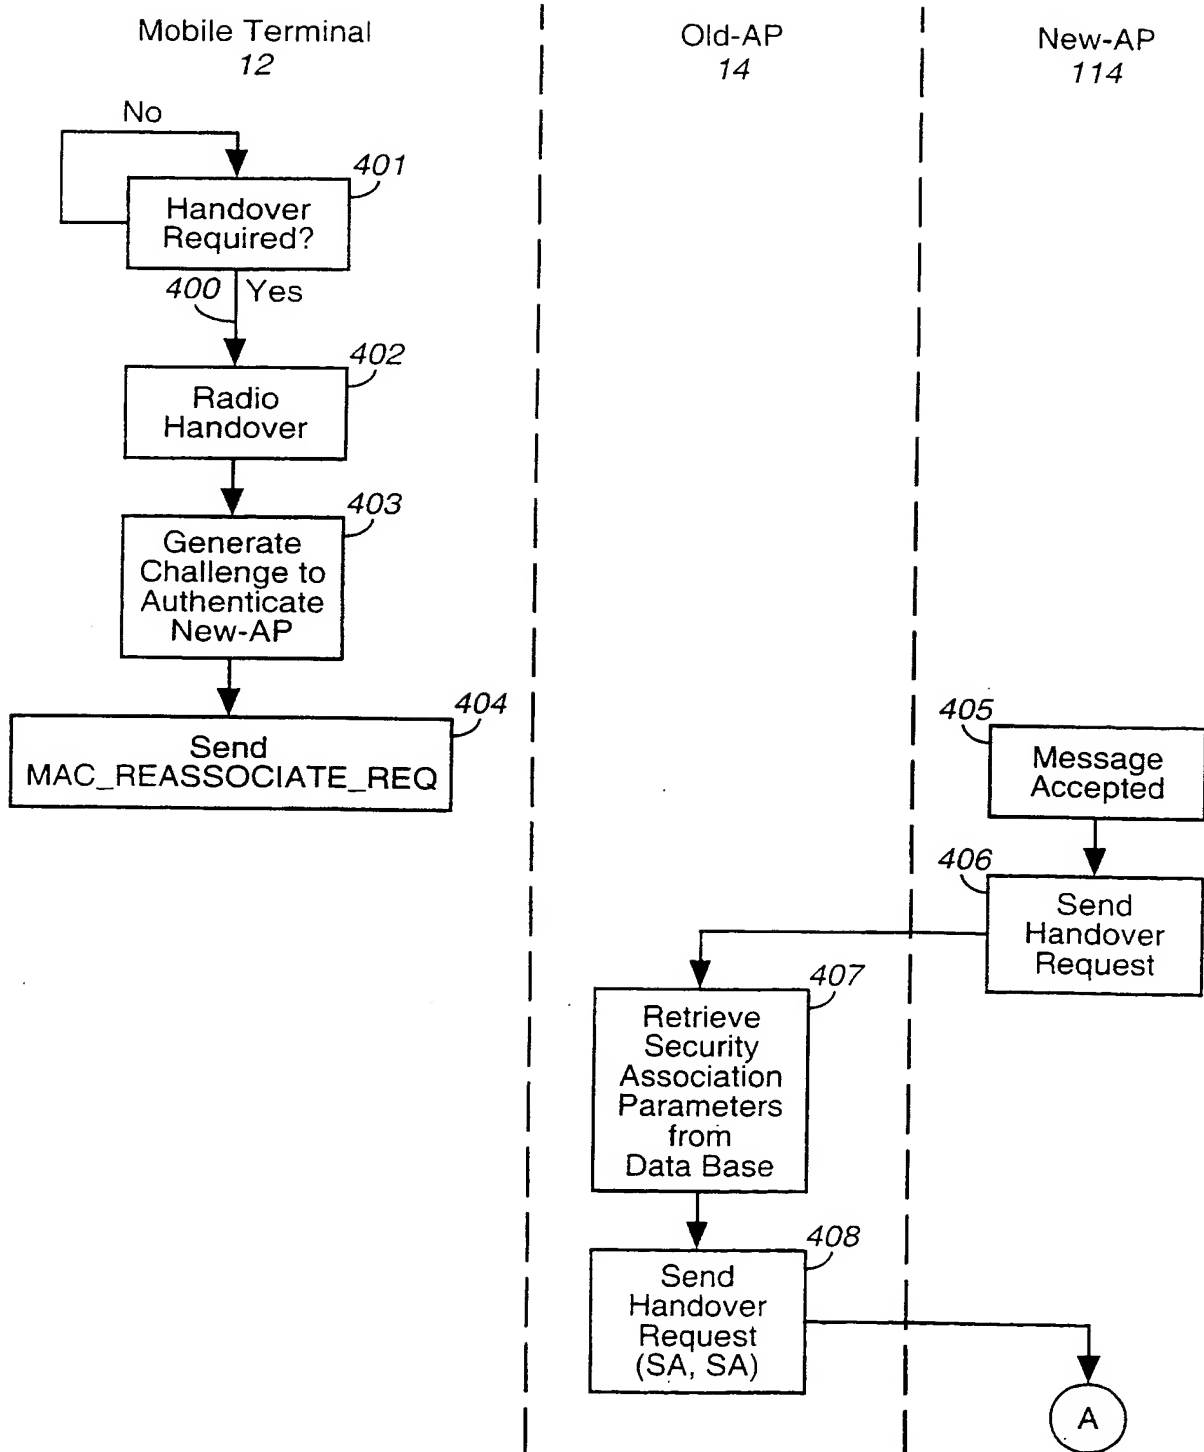 Mobile Terminal
12
Old-AP
14
New-AP
114
No
401
Handover
Required?
400
Yes
402
Radio
Handover
403
Generate
Challenge to
Authenticate
New-AP
404
Send
MAC_REASSOCIATE_REQ
405
Message
Accepted
406
Send
Handover
Request
407
Retrieve
Security
Association
Parameters
from
Data Base
408
Send
Handover
Request
(SA, SA)
A